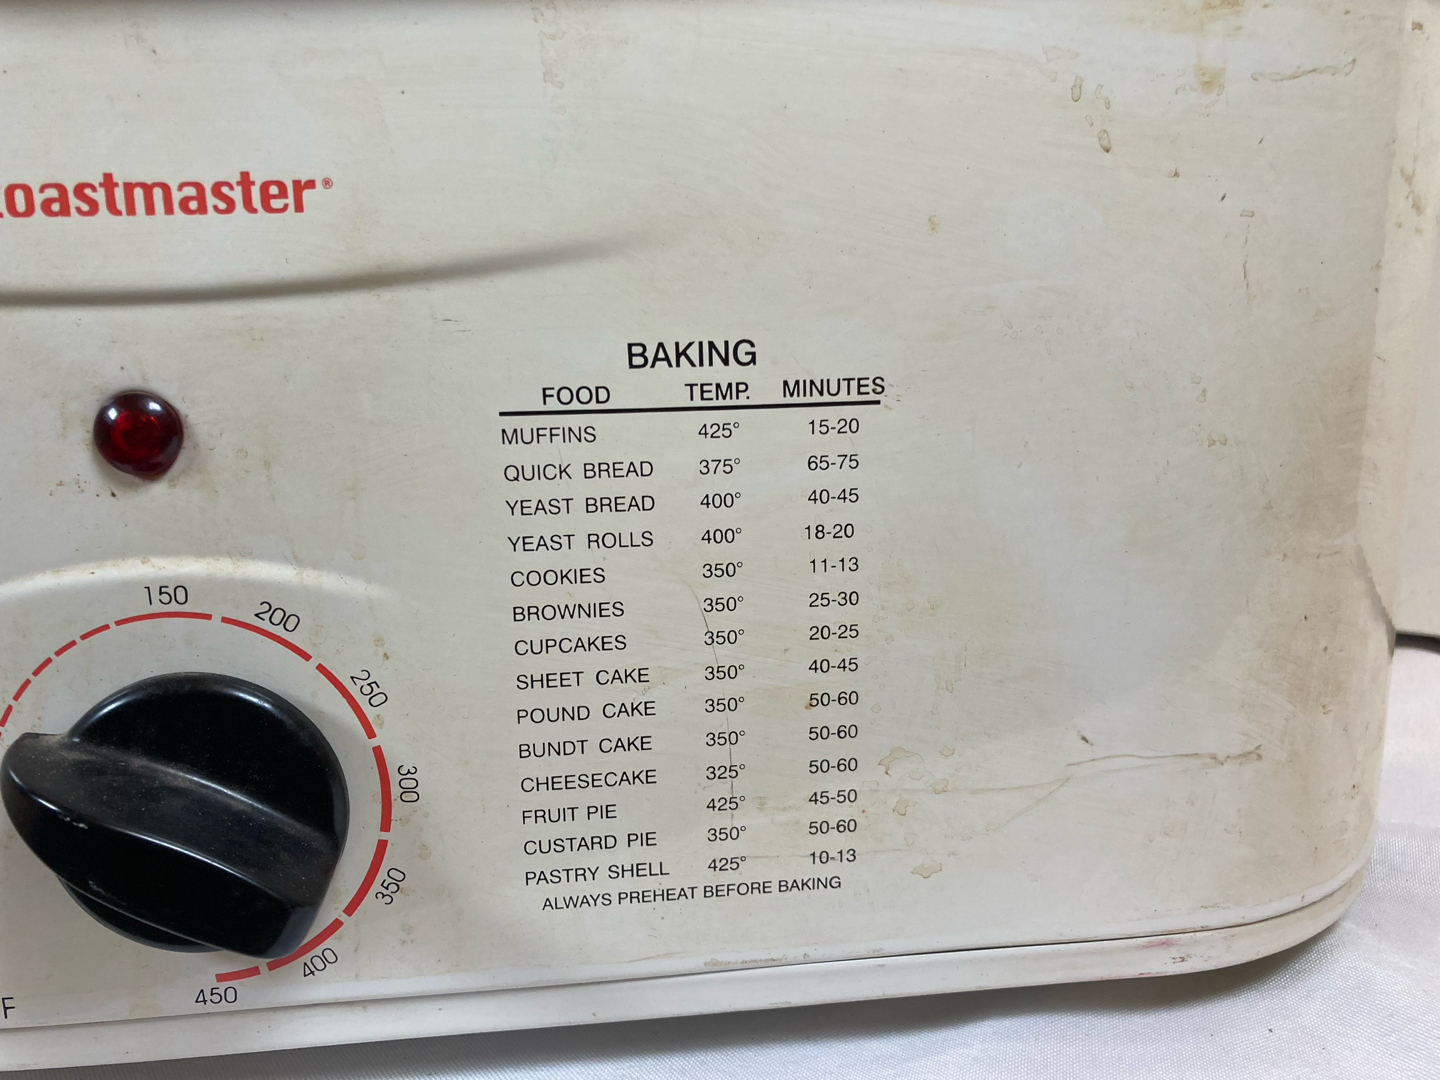 toastmaster®
BAKING
FOOD TEMP. MINUTES
MUFFINS 425° 15-20
QUICK BREAD 375° 65-75
YEAST BREAD 400° 40-45
YEAST ROLLS 400° 18-20
COOKIES 350° 11-13
BROWNIES 350° 25-30
CUPCAKES 350° 20-25
SHEET CAKE 350° 40-45
POUND CAKE 350° 50-60
BUNDT CAKE 350° 50-60
CHEESECAKE 325° 50-60
FRUIT PIE 425° 45-50
CUSTARD PIE 350° 50-60
PASTRY SHELL 425° 10-13
ALWAYS PREHEAT BEFORE BAKING
150
200
250
300
350
400
450
F